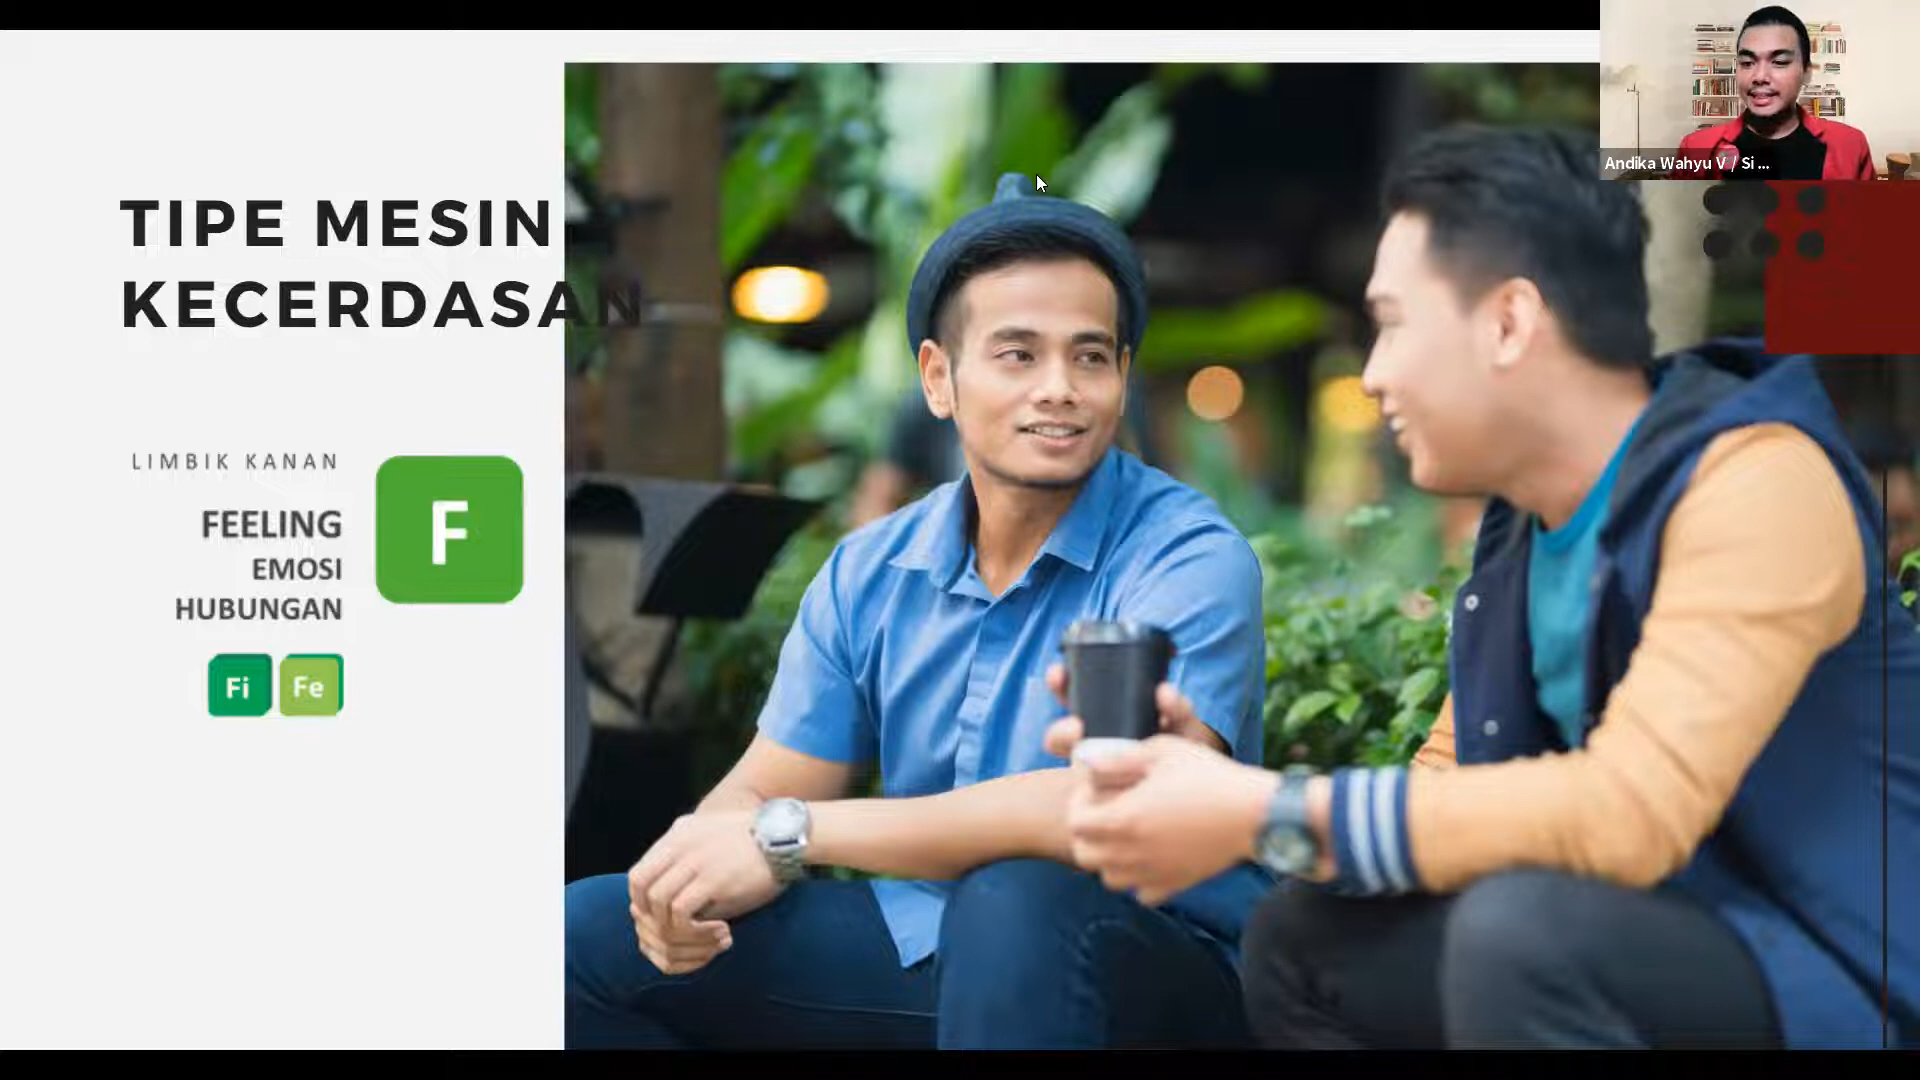 TIPE MESIN
KECERDASAN
LIMBIK KANAN
FEELING
EMOSI
HUBUNGAN
F
Fi Fe
Andika Wahyu V / Si ...